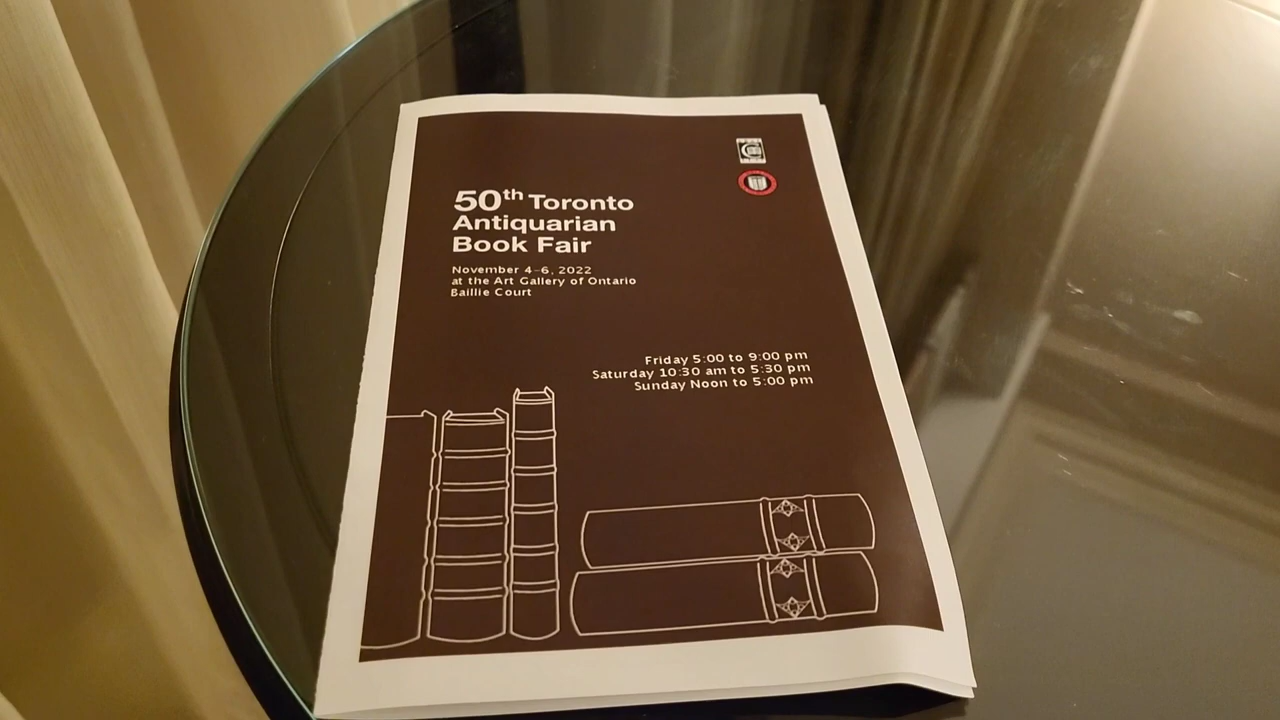 50th Toronto
Antiquarian
Book Fair
November 4-6, 2022
at the Art Gallery of Ontario
Baillie Court
Friday 5:00 to 9:00 pm
Saturday 10:30 am to 5:30 pm
Sunday Noon to 5:00 pm